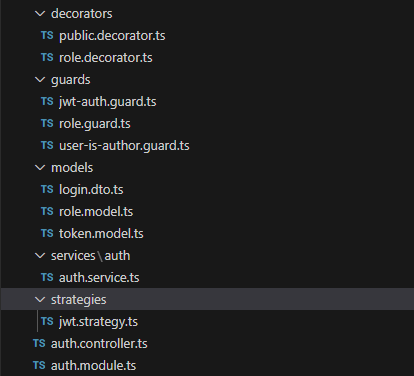 decorators
TS public.decorator.ts
TS role.decorator.ts
guards
TS jwt-auth.guard.ts
TS role.guard.ts
TS user-is-author.guard.ts
models
TS login.dto.ts
TS role.model.ts
TS token.model.ts
services\auth
TS auth.service.ts
strategies
TS jwt.strategy.ts
TS auth.controller.ts
TS auth.module.ts